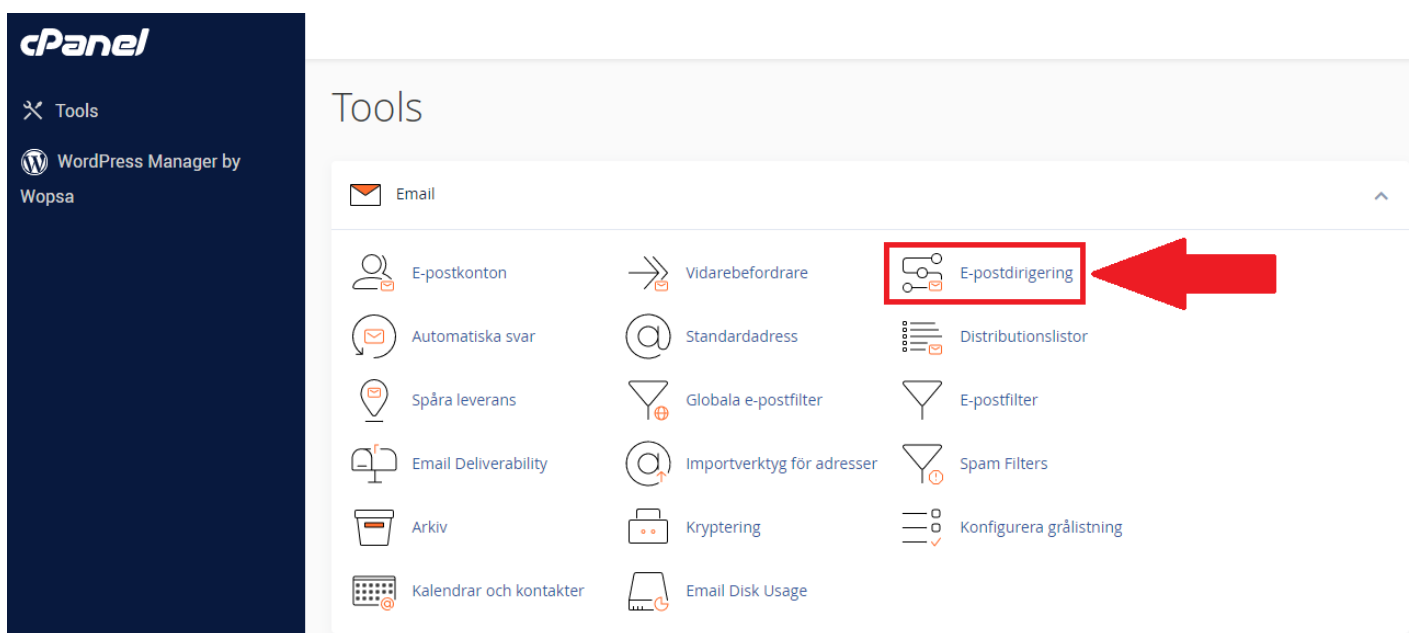 cPanel
Tools
WordPress Manager by
Wopsa
Tools
Email
E-postkonton
Vidarebefordrare
E-postdirigering
Automatiska svar
Standardadress
Distributionslistor
Spåra leverans
Globala e-postfilter
E-postfilter
Email Deliverability
Importverktyg för adresser
Spam Filters
Arkiv
Kryptering
Konfigurera grålistning
Kalendrar och kontakter
Email Disk Usage